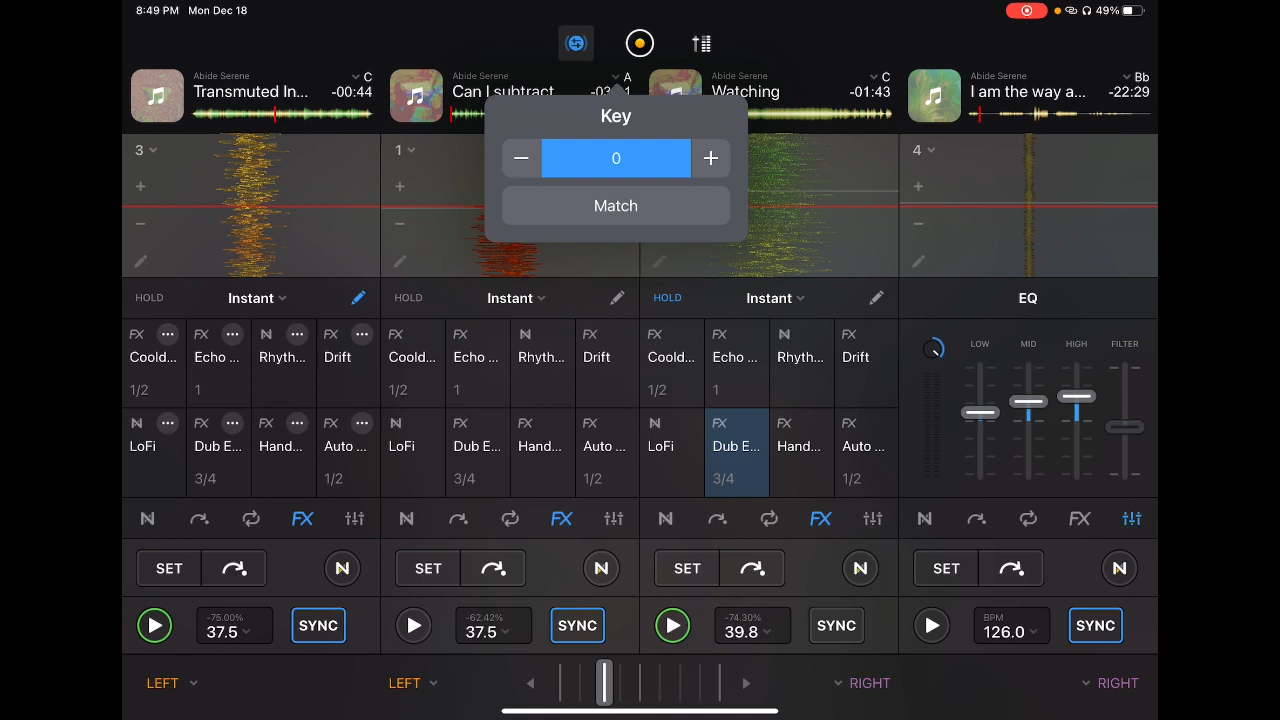 8:49 PM Mon Dec 18
49%
Abide Serene
C
Transmuted In...
-00:44
Abide Serene
A
Can I subtract
Abide Serene
C
Watching
-01:43
Abide Serene
Bb
I am the way a...
-22:29
Key
− 0 +
Match
3
1
4
HOLD Instant
HOLD Instant
HOLD Instant
EQ
FX FX N FX
Coold... Echo ... Rhyth... Drift
1/2 1
N FX FX FX
LoFi Dub E... Hand... Auto ...
3/4 1/2
FX FX N FX
Coold... Echo ... Rhyth... Drift
1/2 1
N FX FX FX
LoFi Dub E... Hand... Auto ...
3/4 1/2
FX FX N FX
Coold... Echo ... Rhyth... Drift
1/2 1
N FX FX FX
LoFi Dub E... Hand... Auto ...
3/4 1/2
LOW MID HIGH FILTER
N FX
N FX
N FX
N FX
SET N
SET N
SET N
SET N
-75.00%
37.5
SYNC
-62.42%
37.5
SYNC
-74.30%
39.8
SYNC
BPM
126.0
SYNC
LEFT
LEFT
RIGHT
RIGHT